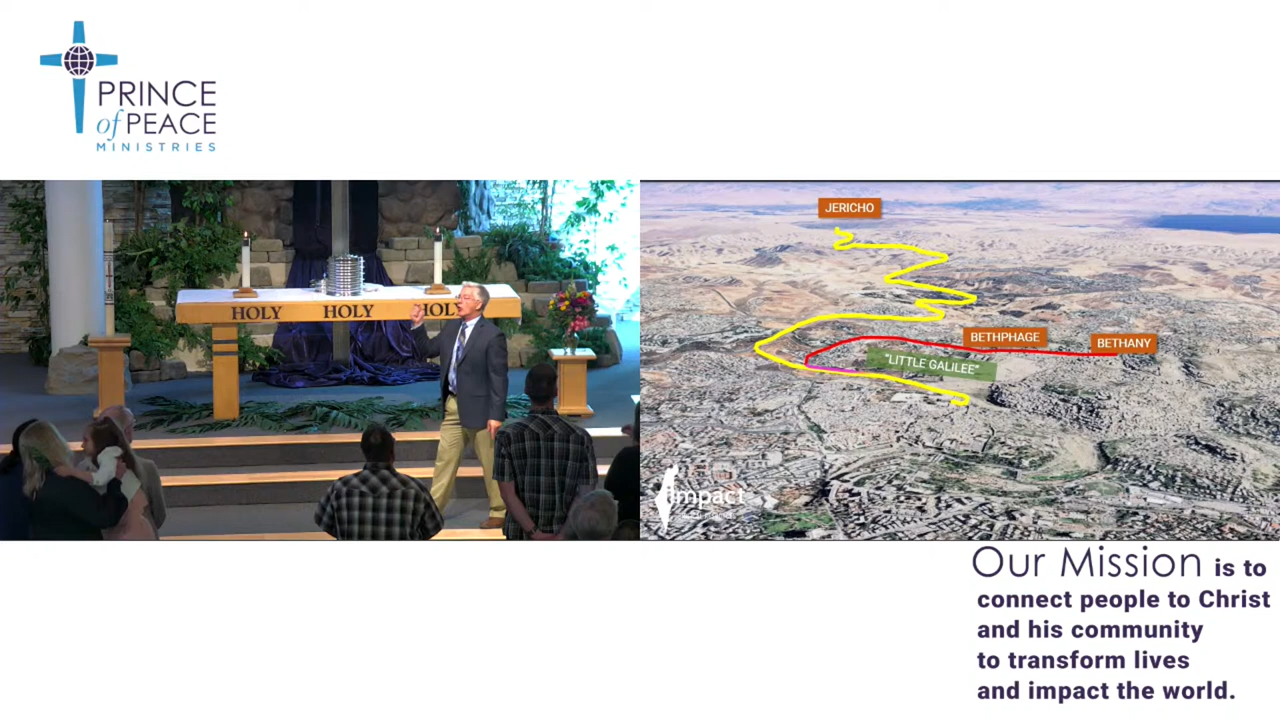 PRINCE
of PEACE
MINISTRIES
HOLY HOLY HOLY
JERICHO
BETHPHAGE
BETHANY
"LITTLE GALILEE"
impact
Our Mission is to
connect people to Christ
and his community
to transform lives
and impact the world.